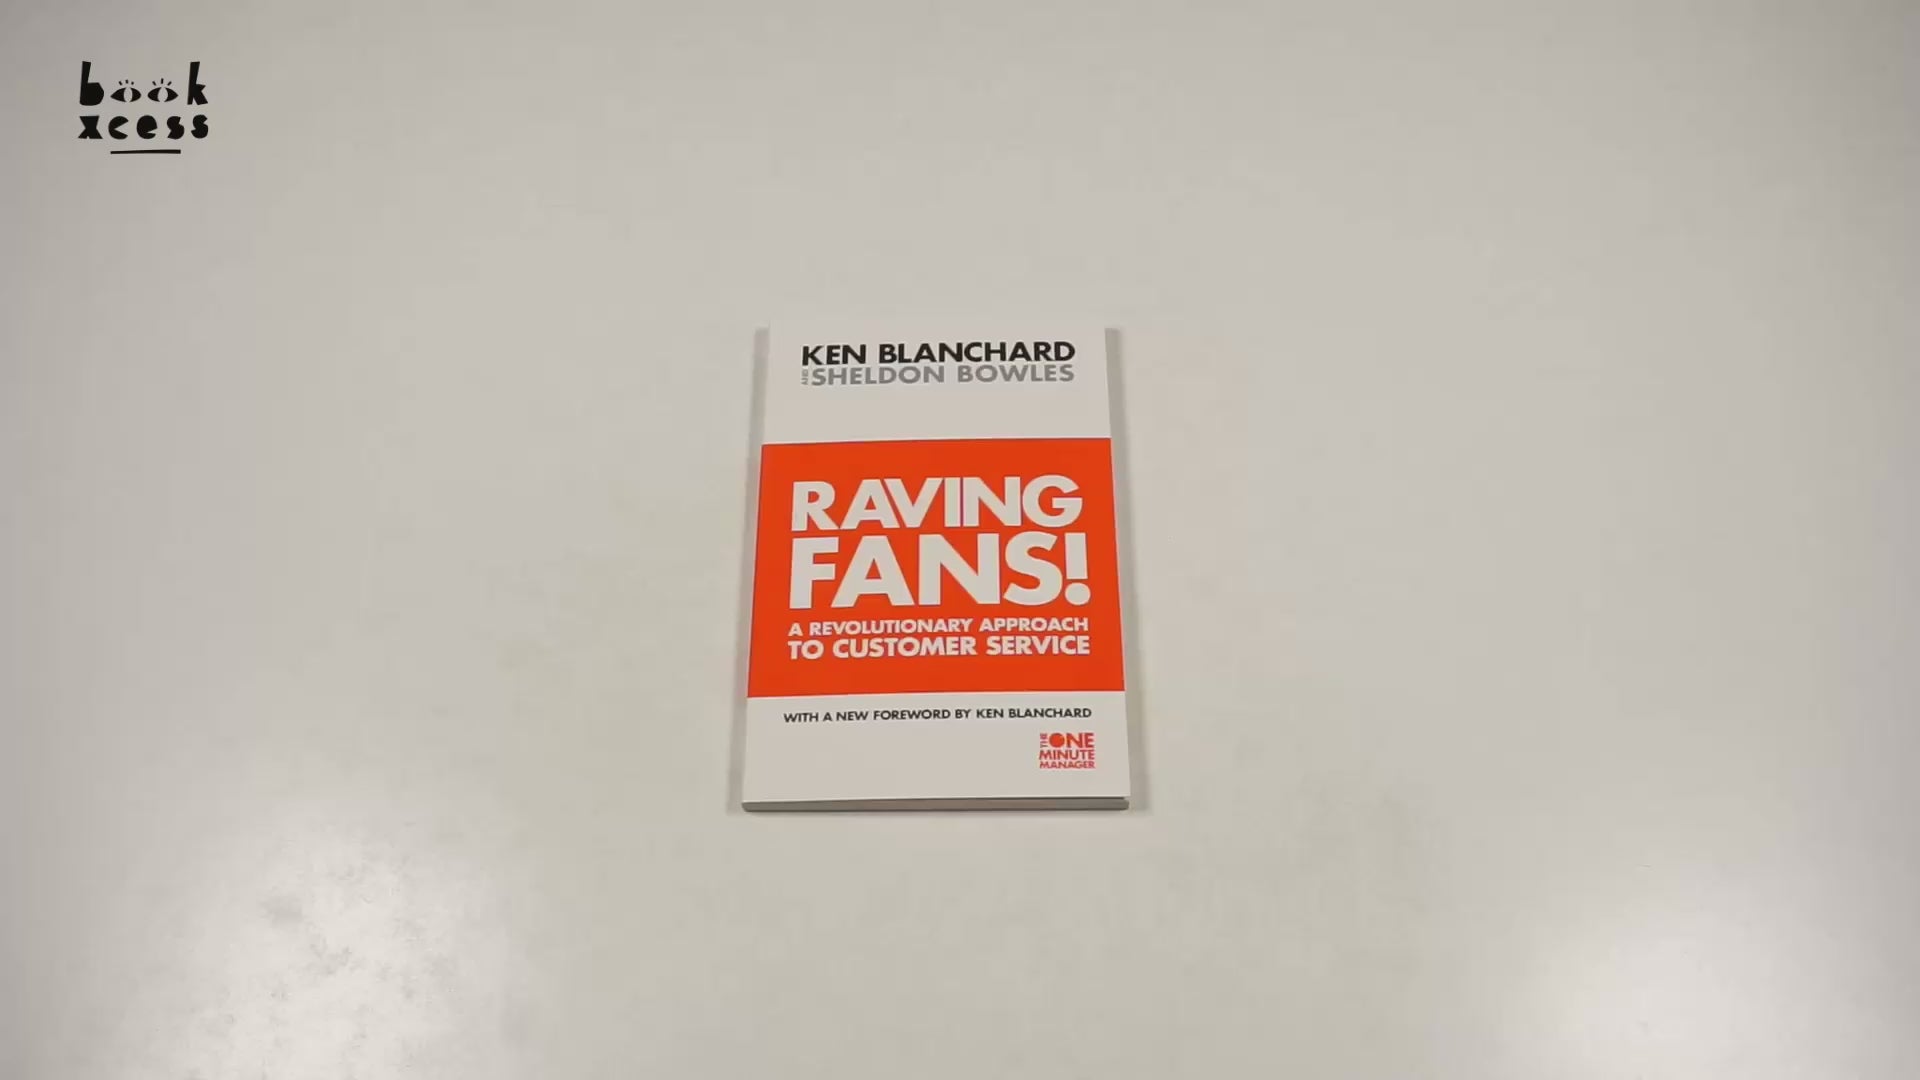 book
xcess
KEN BLANCHARD
AND SHELDON BOWLES
RAVING
FANS!
A REVOLUTIONARY APPROACH
TO CUSTOMER SERVICE
WITH A NEW FOREWORD BY KEN BLANCHARD
THE ONE
MINUTE
MANAGER